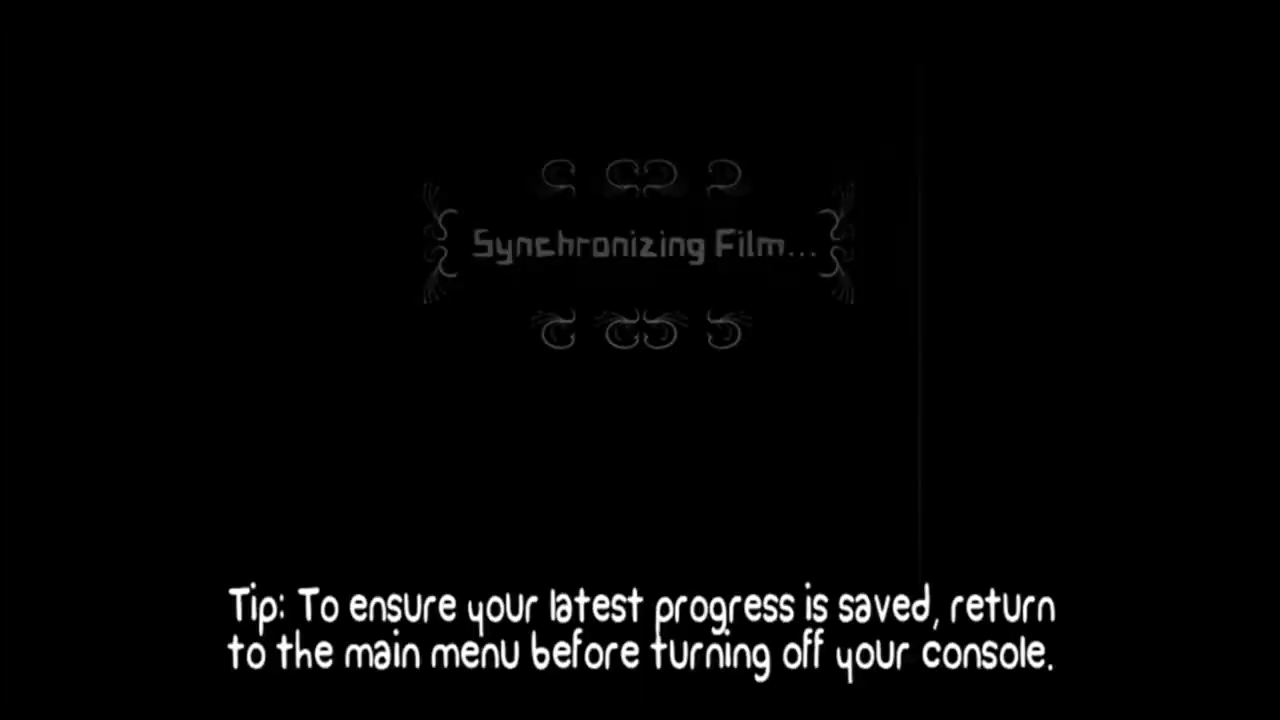 Synchronizing Film...
Tip: To ensure your latest progress is saved, return
to the main menu before turning off your console.